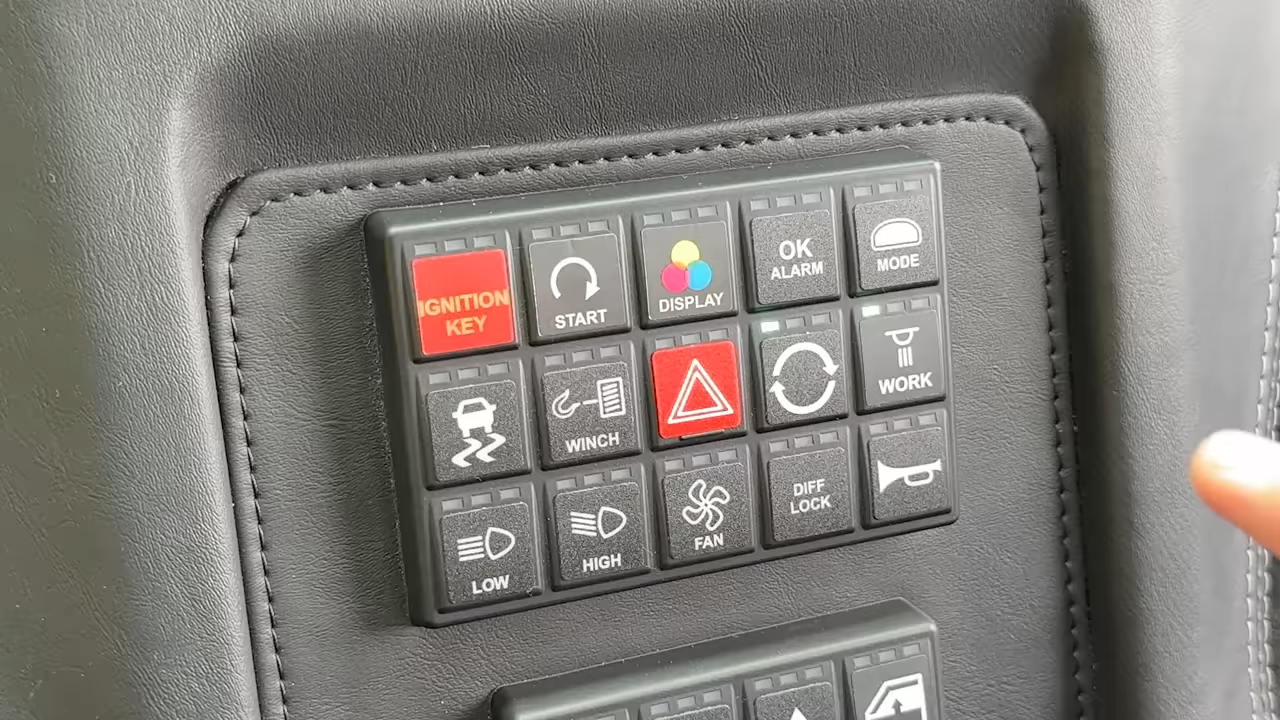 IGNITION
KEY
START
DISPLAY
OK
ALARM
MODE
WINCH
WORK
LOW
HIGH
FAN
DIFF
LOCK